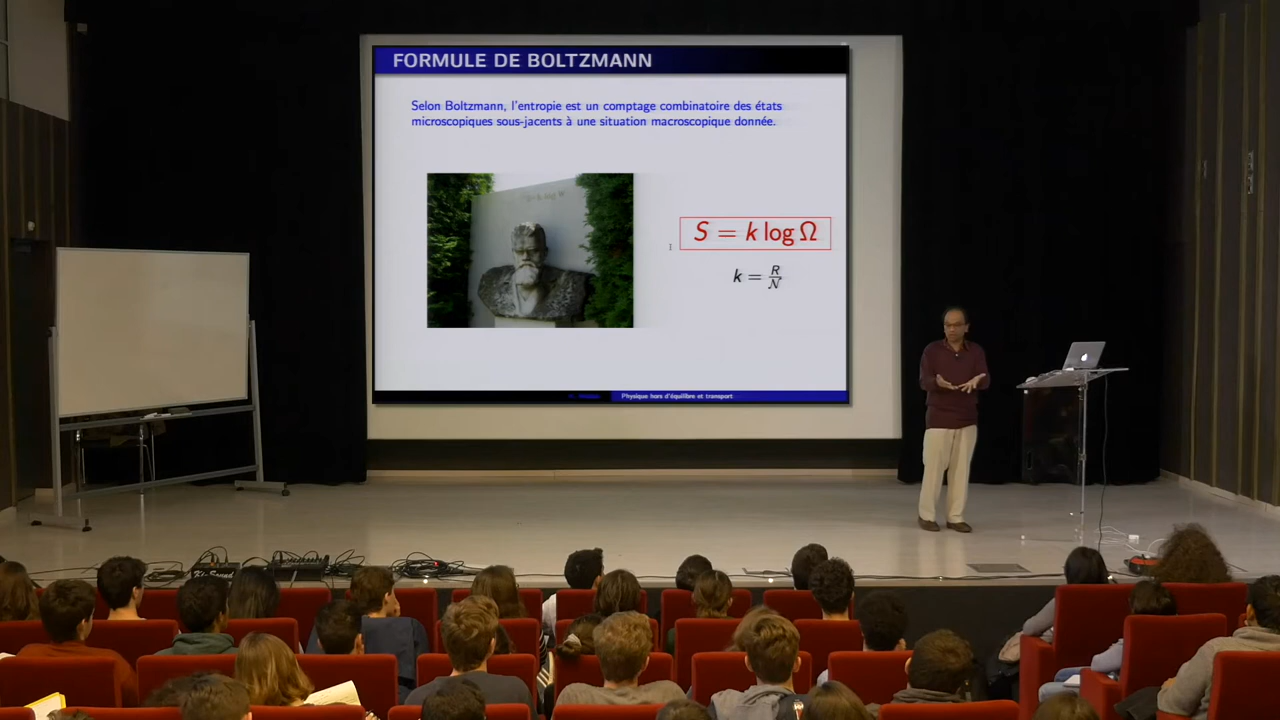 FORMULE DE BOLTZMANN
Selon Boltzmann, l'entropie est un comptage combinatoire des états
microscopiques sous-jacents à une situation macroscopique donnée.
S = k log Ω
k = R/N
Physique hors d'équilibre et transport